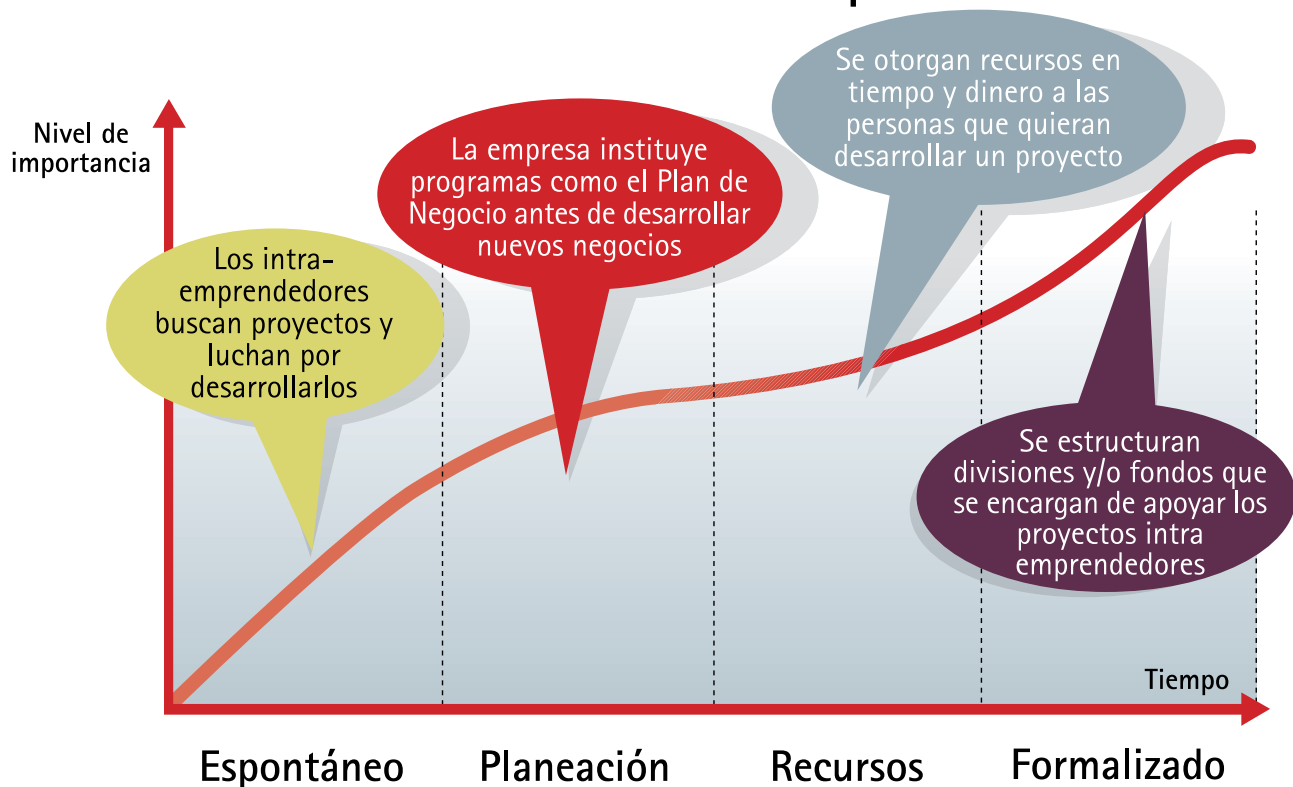 Nivel de
importancia
Los intra-
emprendedores
buscan proyectos y
luchan por
desarrollarlos
La empresa instituye
programas como el Plan de
Negocio antes de desarrollar
nuevos negocios
Se otorgan recursos en
tiempo y dinero a las
personas que quieran
desarrollar un proyecto
Se estructuran
divisiones y/o fondos que
se encargan de apoyar los
proyectos intra
emprendedores
Tiempo
Espontáneo
Planeación
Recursos
Formalizado